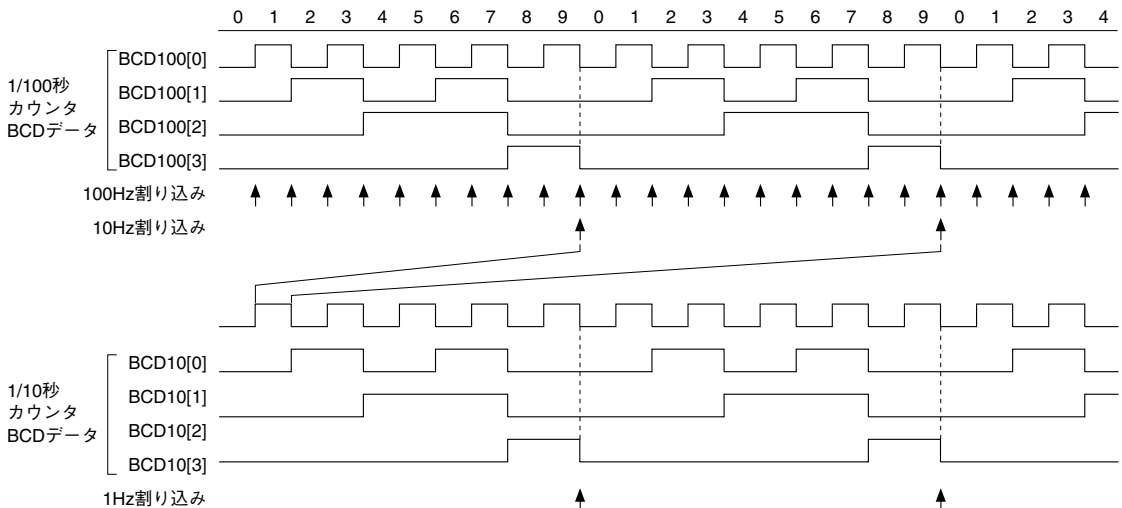 0 1 2 3 4 5 6 7 8 9 0 1 2 3 4 5 6 7 8 9 0 1 2 3 4
1/100秒
カウンタ
BCDデータ
BCD100[0]
BCD100[1]
BCD100[2]
BCD100[3]
100Hz割り込み
10Hz割り込み
1/10秒
カウンタ
BCDデータ
BCD10[0]
BCD10[1]
BCD10[2]
BCD10[3]
1Hz割り込み